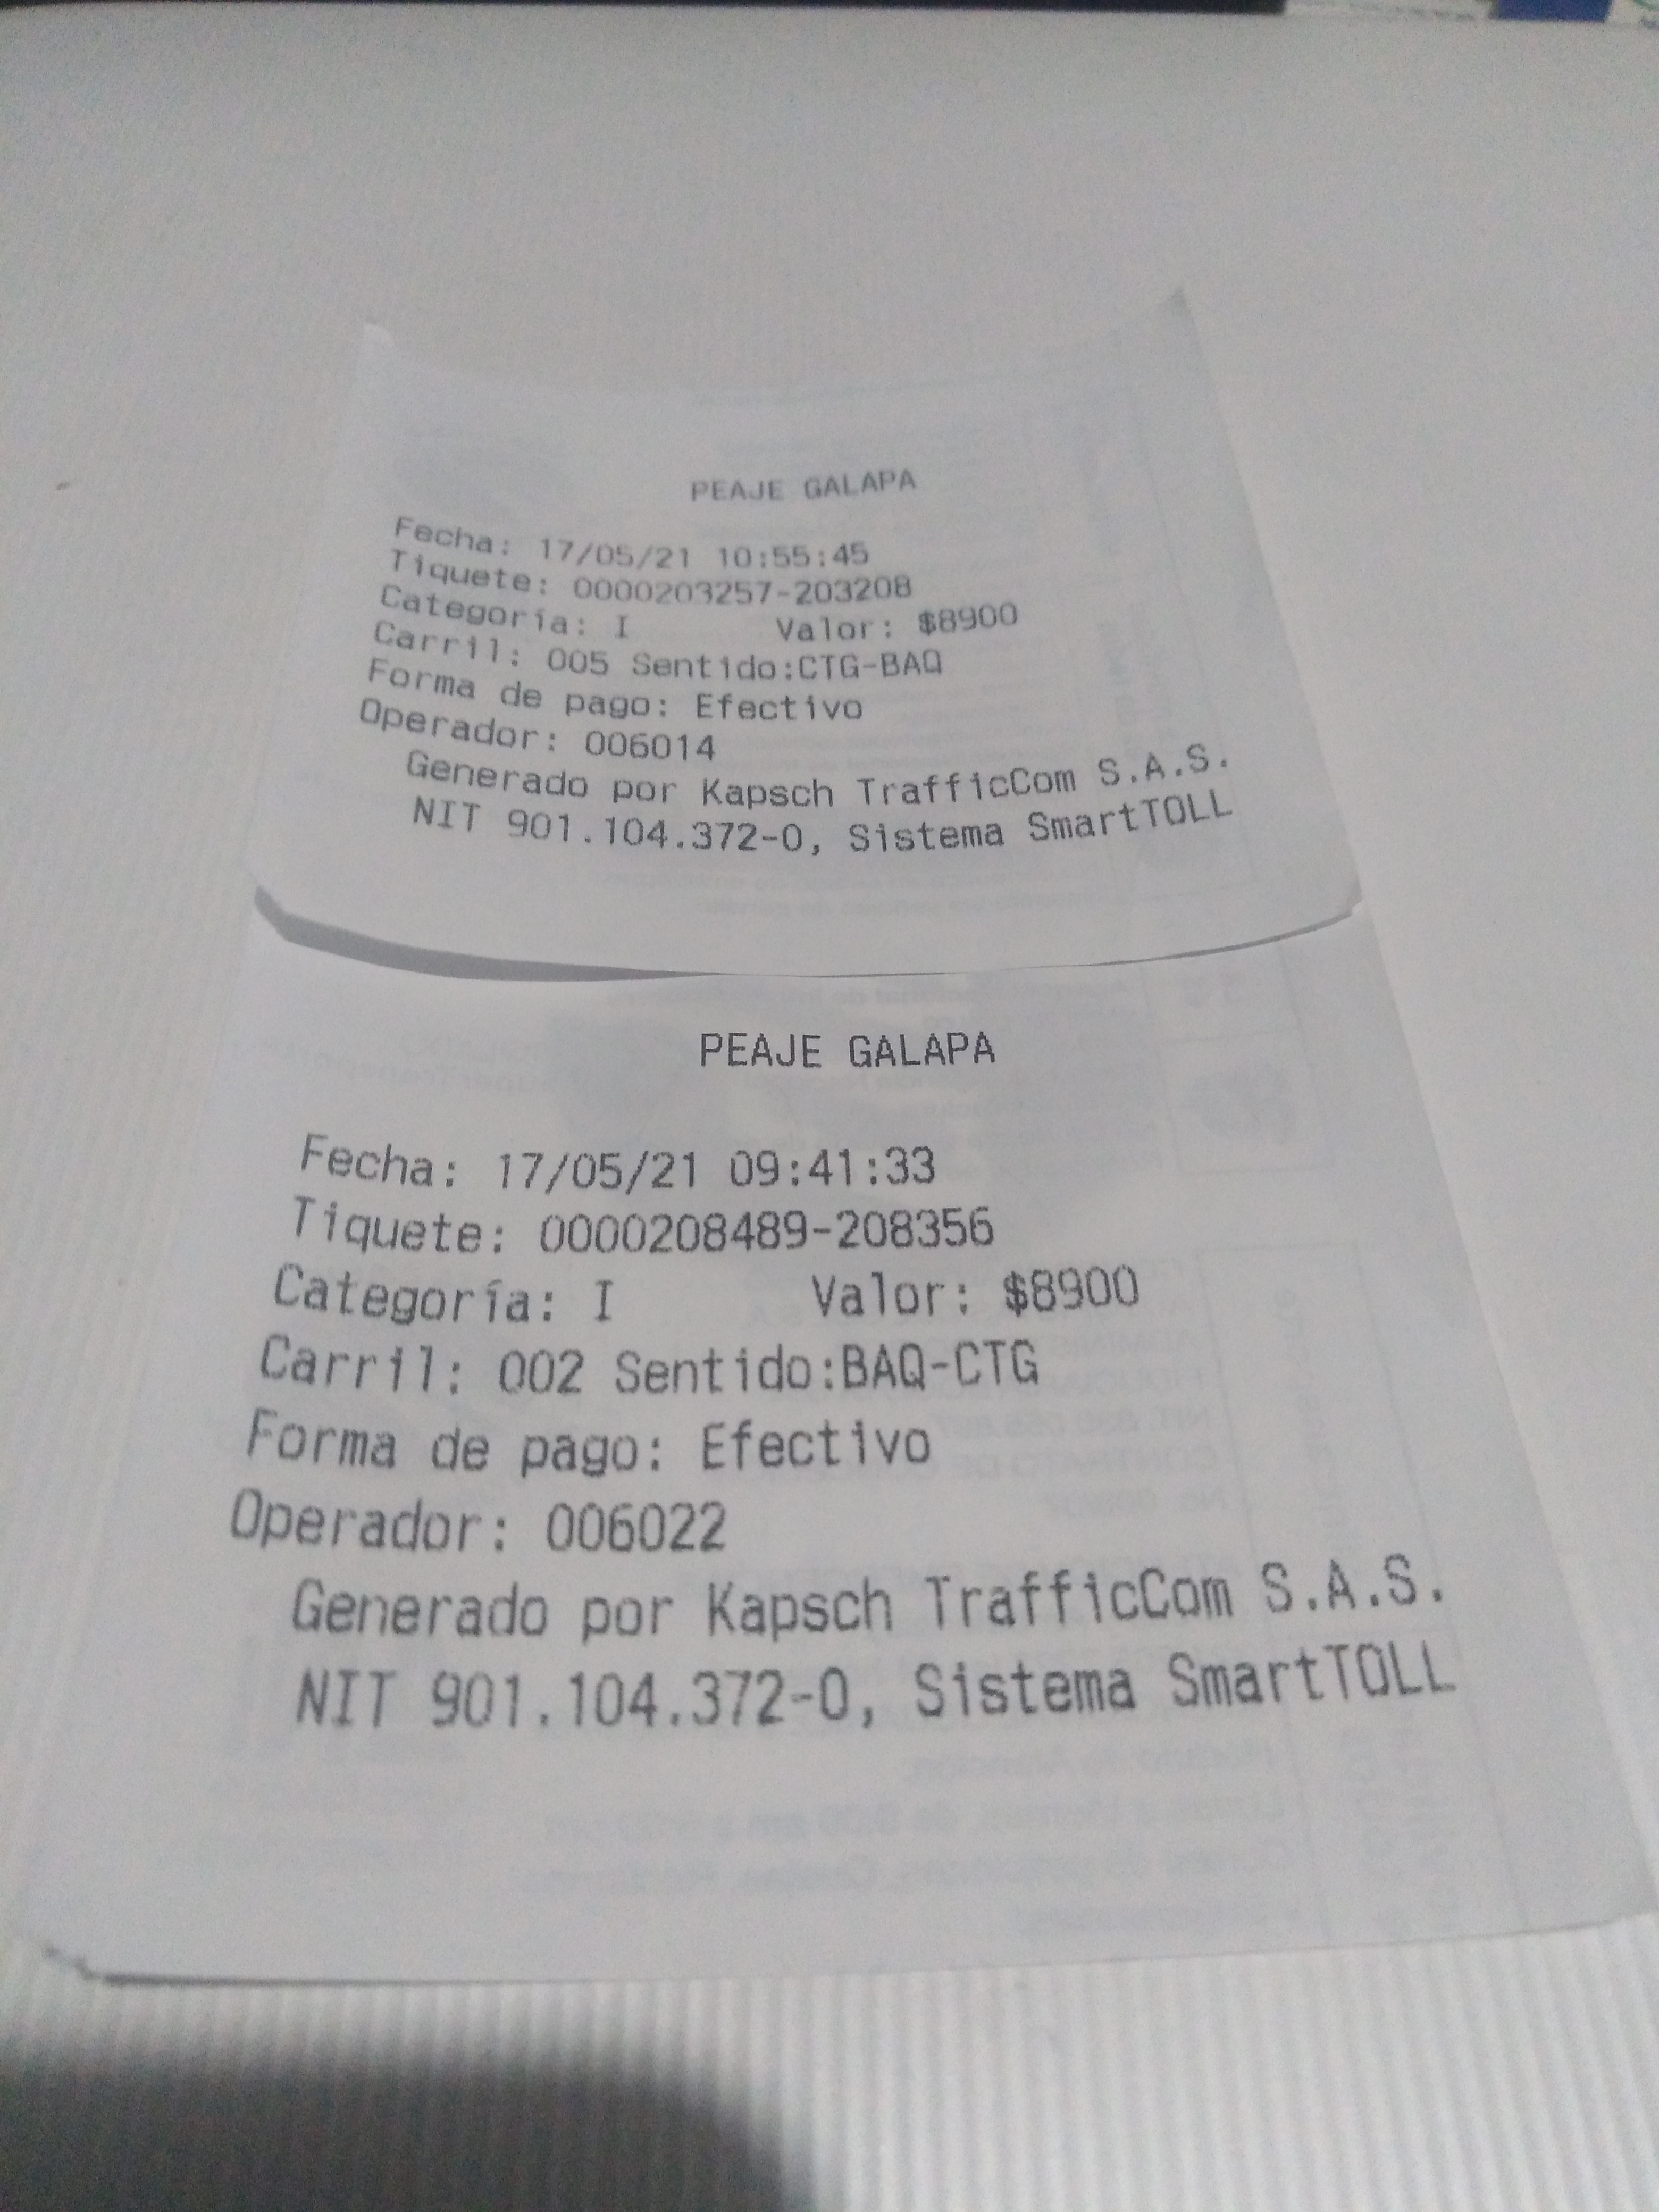 PEAJE GALAPA
Fecha: 17/05/21 10:55:45
Tiquete: 0000203257-203208
Categoría: I Valor: $8900
Carril: 005 Sentido:CTG-BAQ
Forma de pago: Efectivo
Operador: 006014
Generado por Kapsch TrafficCom S.A.S.
NIT 901.104.372-0, Sistema SmartTOLL
PEAJE GALAPA
Fecha: 17/05/21 09:41:33
Tiquete: 0000208489-208356
Categoría: I Valor: $8900
Carril: 002 Sentido:BAQ-CTG
Forma de pago: Efectivo
Operador: 006022
Generado por Kapsch TrafficCom S.A.S.
NIT 901.104.372-0, Sistema SmartTOLL